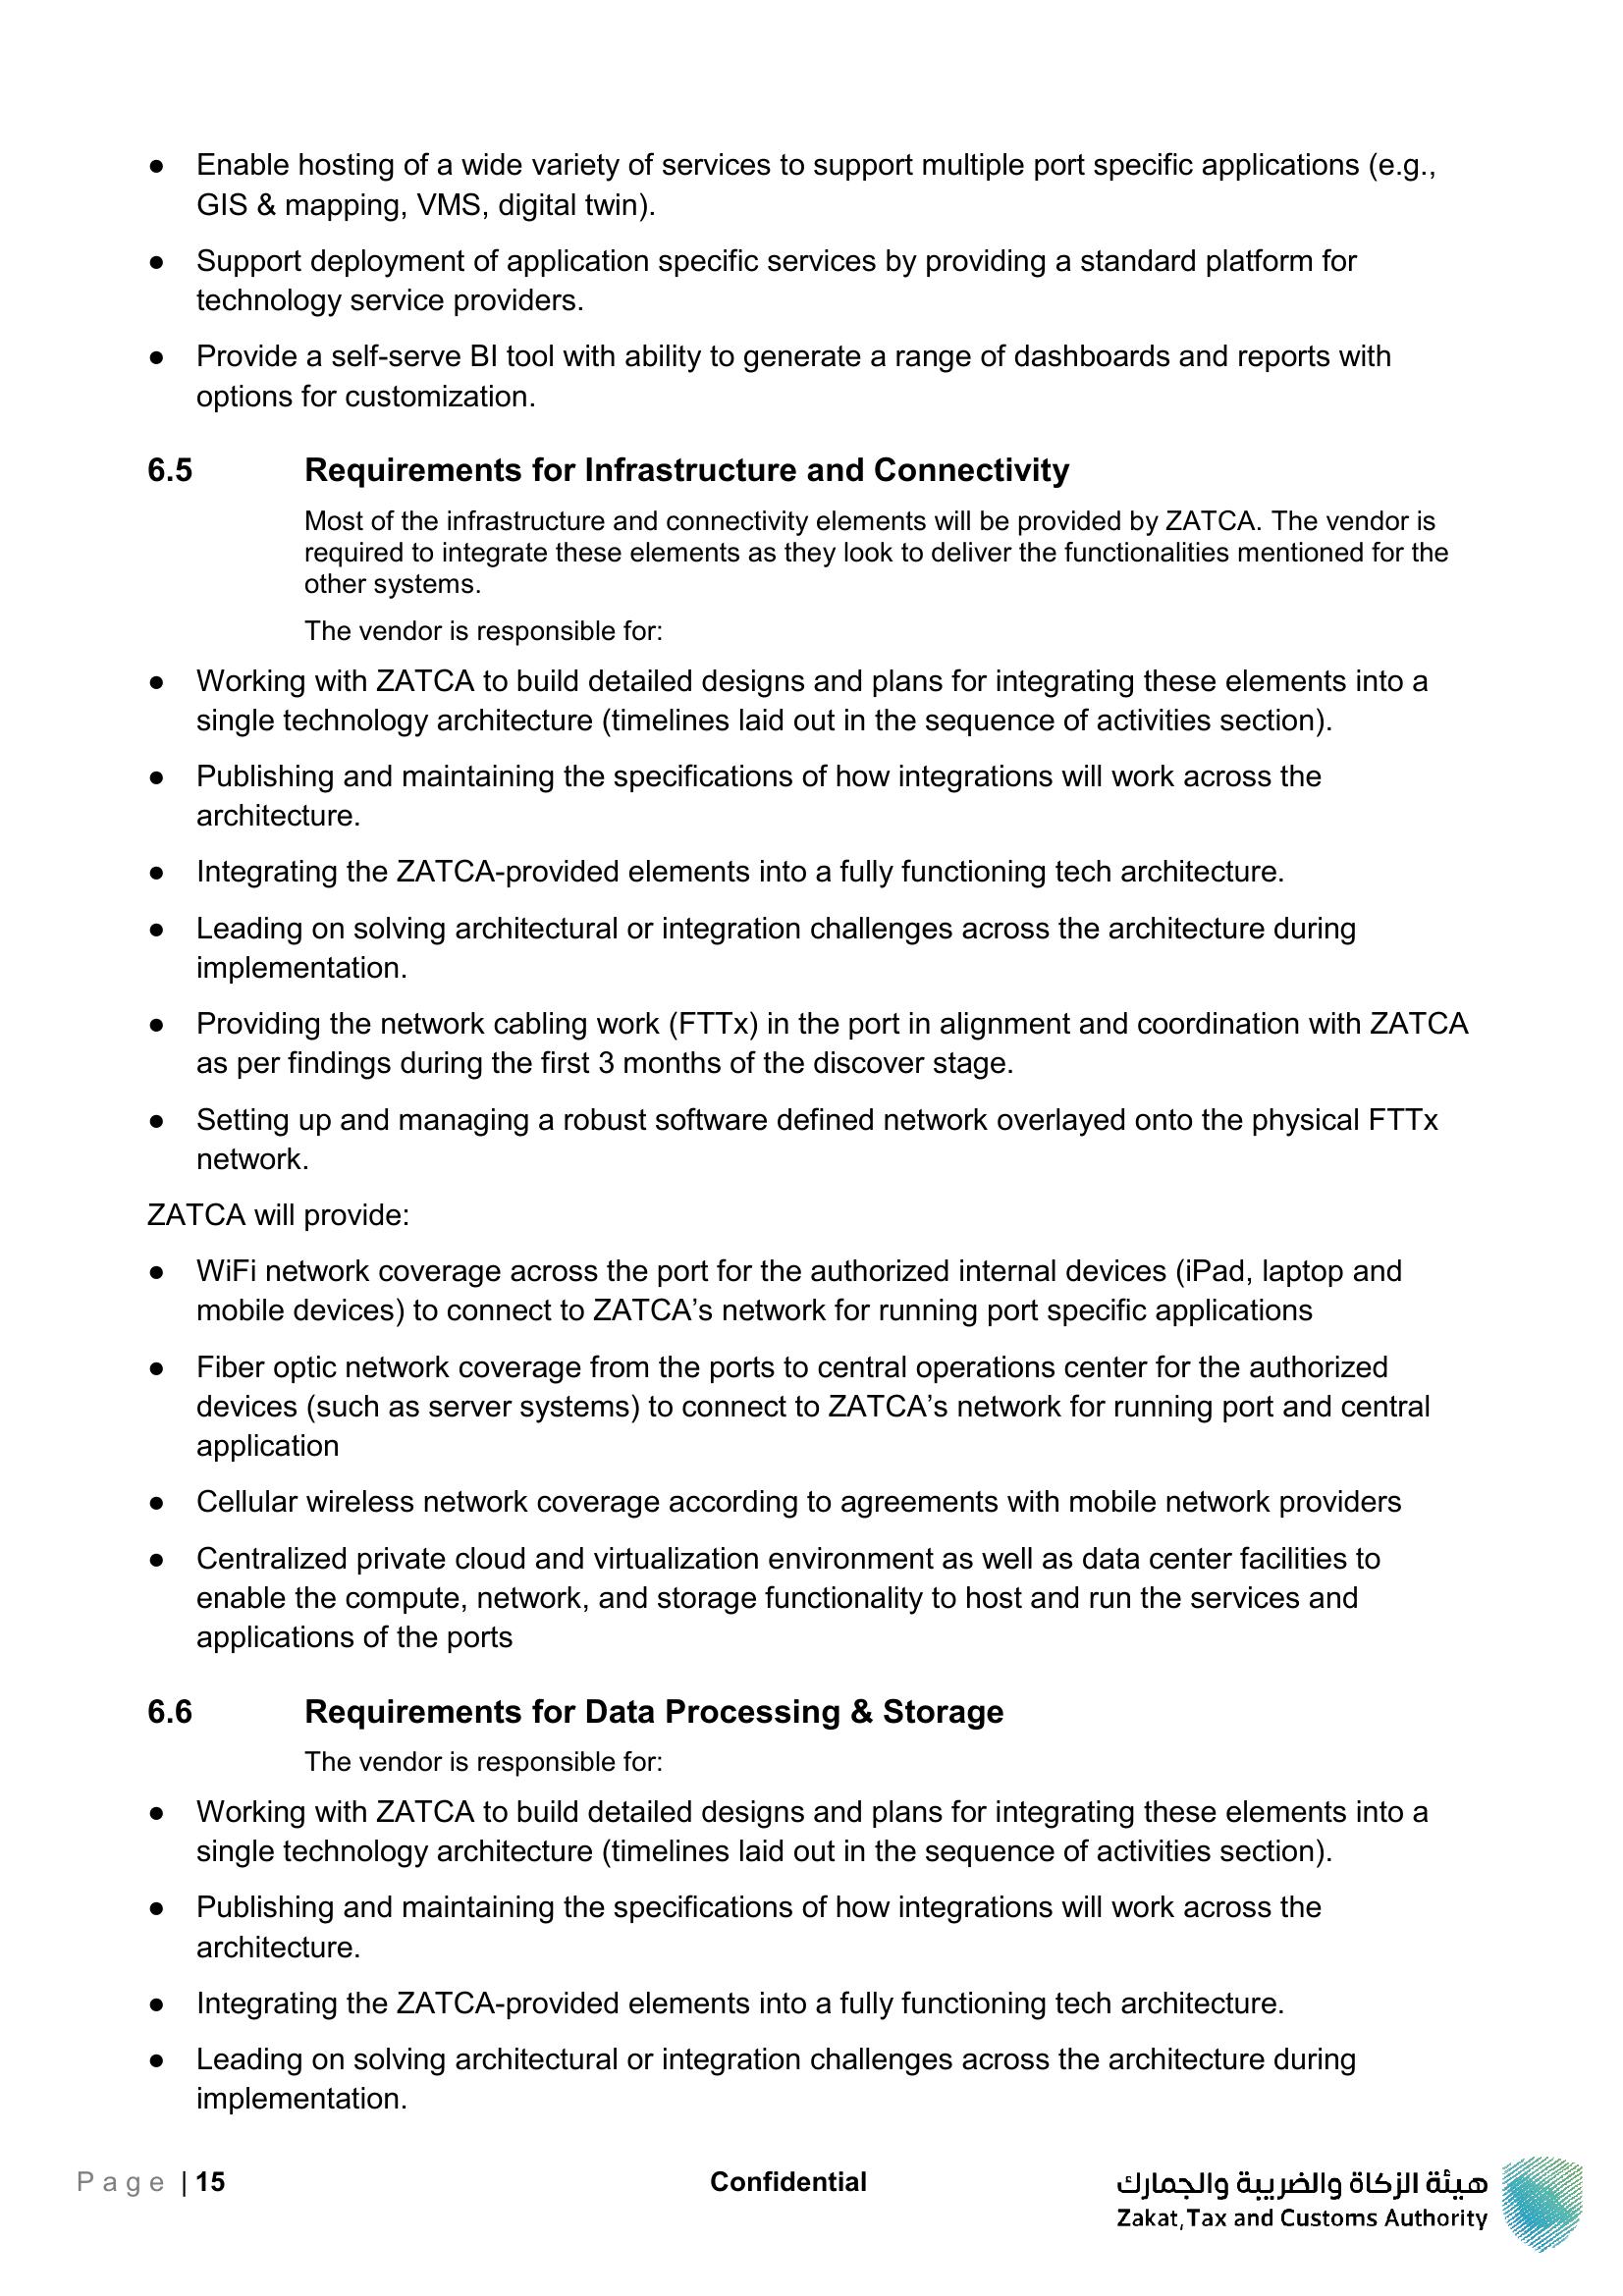 ● Enable hosting of a wide variety of services to support multiple port specific applications (e.g.,
GIS & mapping, VMS, digital twin).
● Support deployment of application specific services by providing a standard platform for
technology service providers.
● Provide a self-serve BI tool with ability to generate a range of dashboards and reports with
options for customization.
6.5 Requirements for Infrastructure and Connectivity
Most of the infrastructure and connectivity elements will be provided by ZATCA. The vendor is
required to integrate these elements as they look to deliver the functionalities mentioned for the
other systems.
The vendor is responsible for:
● Working with ZATCA to build detailed designs and plans for integrating these elements into a
single technology architecture (timelines laid out in the sequence of activities section).
● Publishing and maintaining the specifications of how integrations will work across the
architecture.
● Integrating the ZATCA-provided elements into a fully functioning tech architecture.
● Leading on solving architectural or integration challenges across the architecture during
implementation.
● Providing the network cabling work (FTTx) in the port in alignment and coordination with ZATCA
as per findings during the first 3 months of the discover stage.
● Setting up and managing a robust software defined network overlayed onto the physical FTTx
network.
ZATCA will provide:
● WiFi network coverage across the port for the authorized internal devices (iPad, laptop and
mobile devices) to connect to ZATCA’s network for running port specific applications
● Fiber optic network coverage from the ports to central operations center for the authorized
devices (such as server systems) to connect to ZATCA’s network for running port and central
application
● Cellular wireless network coverage according to agreements with mobile network providers
● Centralized private cloud and virtualization environment as well as data center facilities to
enable the compute, network, and storage functionality to host and run the services and
applications of the ports
6.6 Requirements for Data Processing & Storage
The vendor is responsible for:
● Working with ZATCA to build detailed designs and plans for integrating these elements into a
single technology architecture (timelines laid out in the sequence of activities section).
● Publishing and maintaining the specifications of how integrations will work across the
architecture.
● Integrating the ZATCA-provided elements into a fully functioning tech architecture.
● Leading on solving architectural or integration challenges across the architecture during
implementation.
Page | 15 Confidential
هيئة الزكاة والضريبة والجمارك
Zakat, Tax and Customs Authority